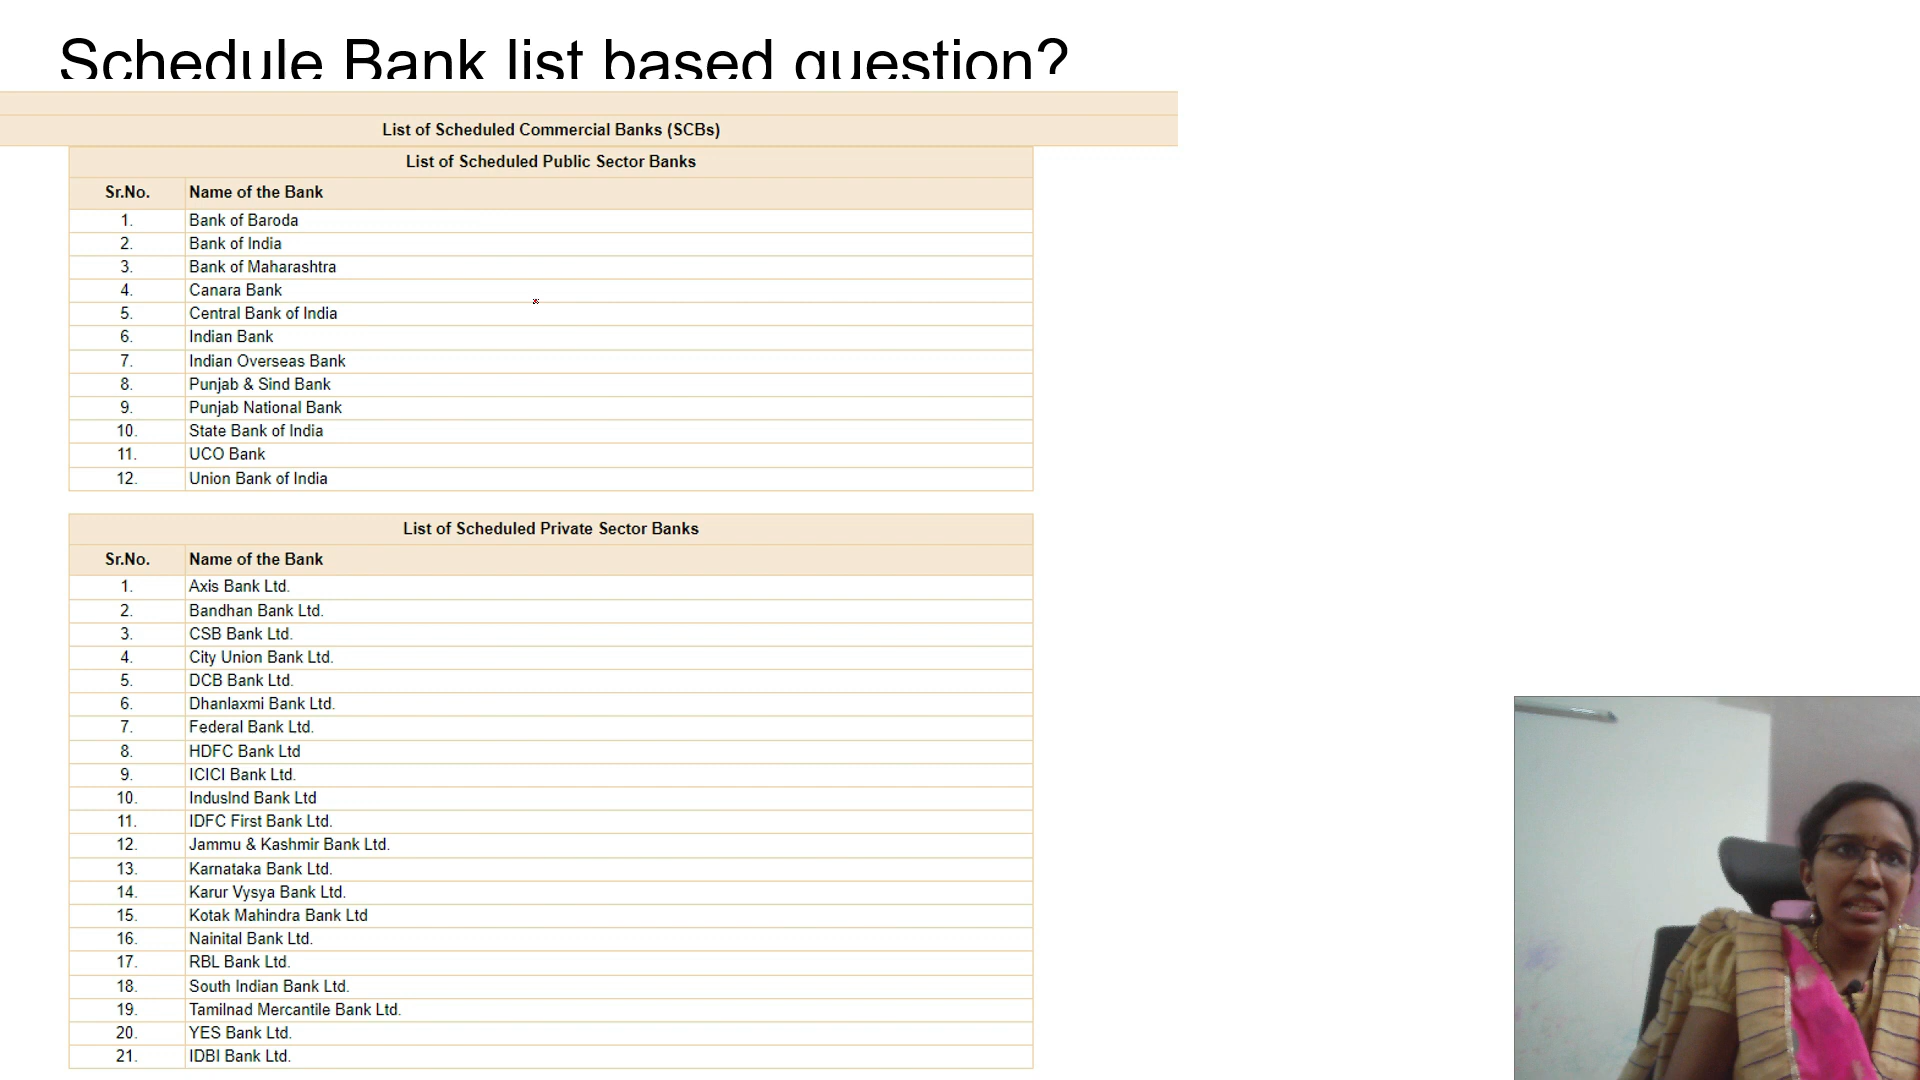 Schedule Bank list based question?
List of Scheduled Commercial Banks (SCBs)
List of Scheduled Public Sector Banks
Sr.No. Name of the Bank
1. Bank of Baroda
2. Bank of India
3. Bank of Maharashtra
4. Canara Bank
5. Central Bank of India
6. Indian Bank
7. Indian Overseas Bank
8. Punjab & Sind Bank
9. Punjab National Bank
10. State Bank of India
11. UCO Bank
12. Union Bank of India
List of Scheduled Private Sector Banks
Sr.No. Name of the Bank
1. Axis Bank Ltd.
2. Bandhan Bank Ltd.
3. CSB Bank Ltd.
4. City Union Bank Ltd.
5. DCB Bank Ltd.
6. Dhanlaxmi Bank Ltd.
7. Federal Bank Ltd.
8. HDFC Bank Ltd
9. ICICI Bank Ltd.
10. IndusInd Bank Ltd
11. IDFC First Bank Ltd.
12. Jammu & Kashmir Bank Ltd.
13. Karnataka Bank Ltd.
14. Karur Vysya Bank Ltd.
15. Kotak Mahindra Bank Ltd
16. Nainital Bank Ltd.
17. RBL Bank Ltd.
18. South Indian Bank Ltd.
19. Tamilnad Mercantile Bank Ltd.
20. YES Bank Ltd.
21. IDBI Bank Ltd.